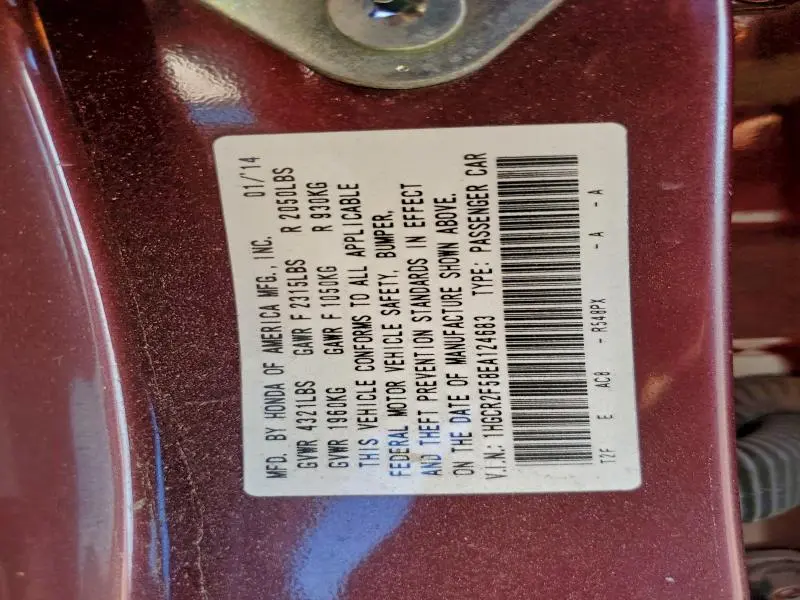 MFD. BY HONDA OF AMERICA MFG., INC. 01/'14
GVWR 4321LBS GAWR F 2315LBS R 2050LBS
GVWR 1960KG GAWR F 1050KG R 930KG
THIS VEHICLE CONFORMS TO ALL APPLICABLE
FEDERAL MOTOR VEHICLE SAFETY, BUMPER,
AND THEFT PREVENTION STANDARDS IN EFFECT
ON THE DATE OF MANUFACTURE SHOWN ABOVE.
V.I.N.: 1HGCR2F58EA124683 TYPE: PASSENGER CAR
T2F E AC8 - R548PX - A - A